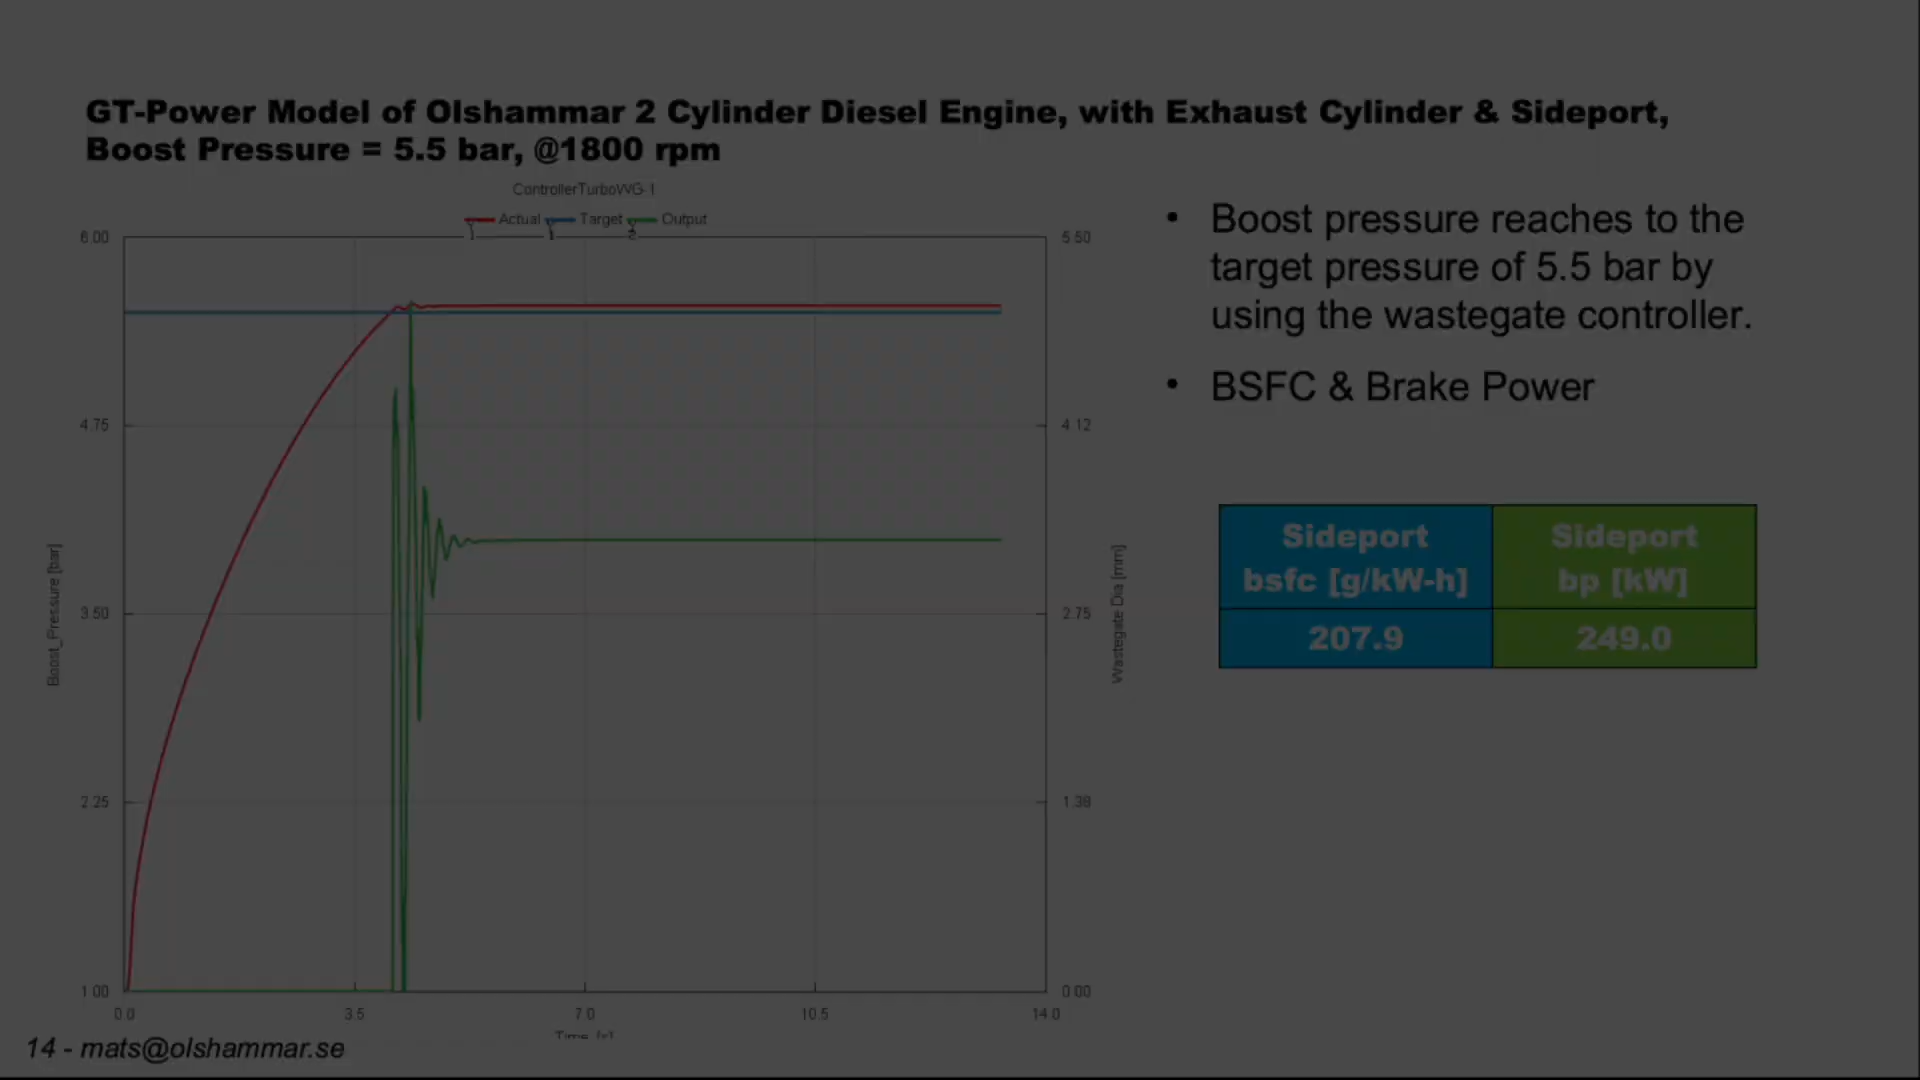 GT-Power Model of Olshammar 2 Cylinder Diesel Engine, with Exhaust Cylinder & Sideport,
Boost Pressure = 5.5 bar, @1800 rpm
ControllerTurboWG-1
Actual Target Output
1 1 2
6.00
4.75
3.50
2.25
1.00
Boost_Pressure [bar]
5.50
4.12
2.75
1.38
0.00
Wastegate Dia [mm]
0.0 3.5 7.0 10.5 14.0
Time [s]
• Boost pressure reaches to the
target pressure of 5.5 bar by
using the wastegate controller.
• BSFC & Brake Power
Sideport
bsfc [g/kW-h]
Sideport
bp [kW]
207.9 249.0
14 - mats@olshammar.se